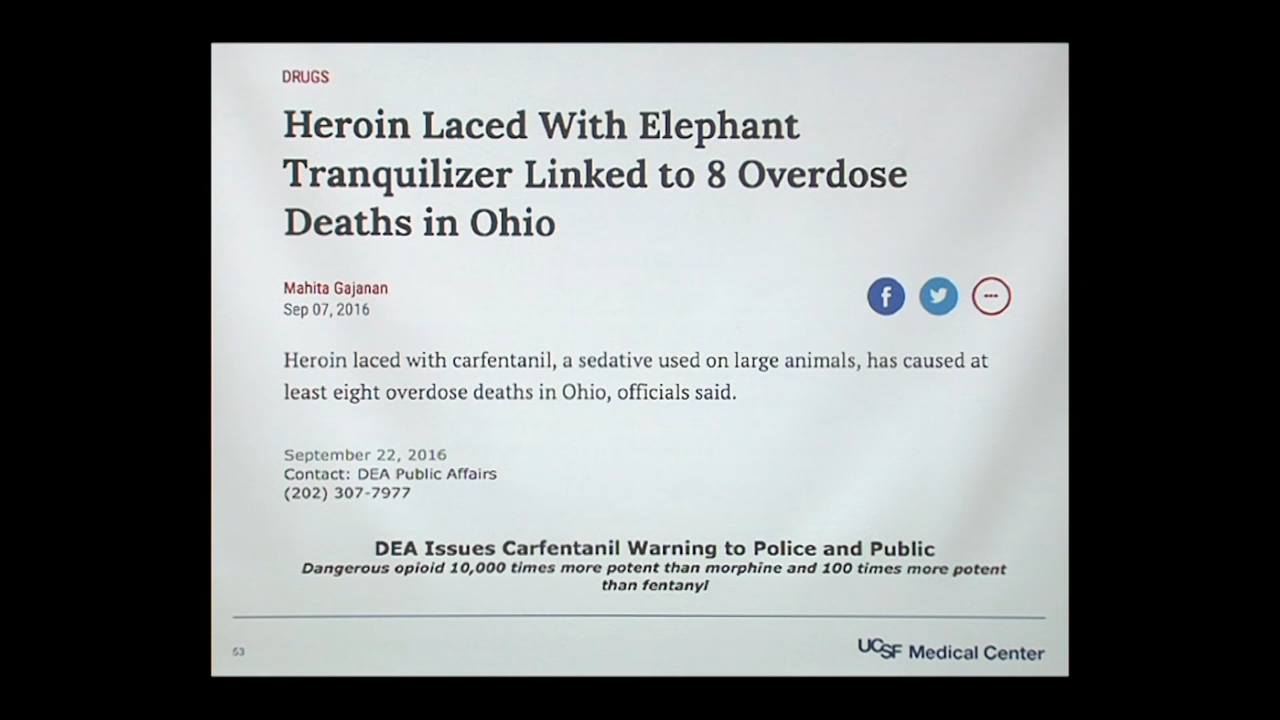 DRUGS
Heroin Laced With Elephant
Tranquilizer Linked to 8 Overdose
Deaths in Ohio
Mahita Gajanan
Sep 07, 2016
Heroin laced with carfentanil, a sedative used on large animals, has caused at
least eight overdose deaths in Ohio, officials said.
September 22, 2016
Contact: DEA Public Affairs
(202) 307-7977
DEA Issues Carfentanil Warning to Police and Public
Dangerous opioid 10,000 times more potent than morphine and 100 times more potent
than fentanyl
53
UCSF Medical Center